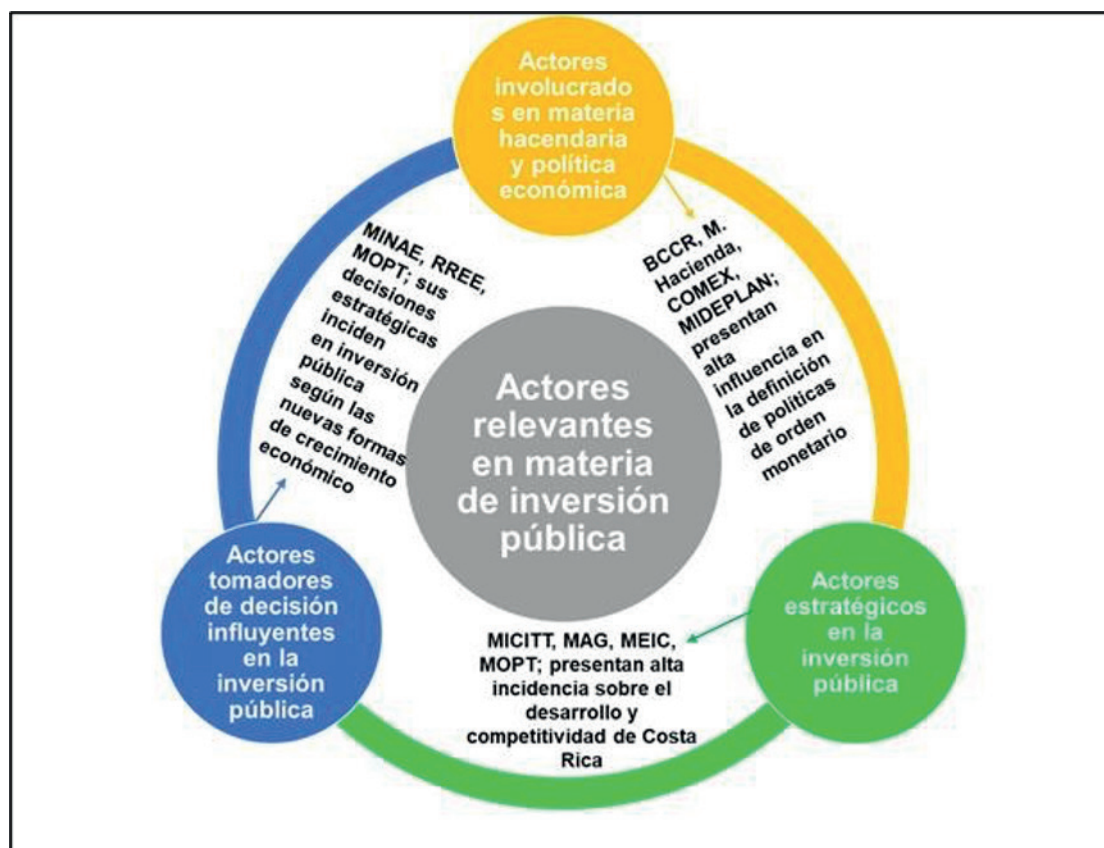 Actores
involucrado
s en materia
hacendaria
y política
económica
BCCR, M.
Hacienda,
COMEX,
MIDEPLAN;
presentan
alta
influencia en
la definición
de políticas
de orden
monetario
MINAE, RREE,
MOPT; sus
decisiones
estratégicas
inciden
en inversión
pública
según las
nuevas formas
de crecimiento
económico
Actores
relevantes
en materia
de inversión
pública
Actores
tomadores
de decisión
influyentes
en la
inversión
pública
MICITT, MAG, MEIC,
MOPT; presentan alta
incidencia sobre el
desarrollo y
competitividad de Costa
Rica
Actores
estratégicos
en la
inversión
pública